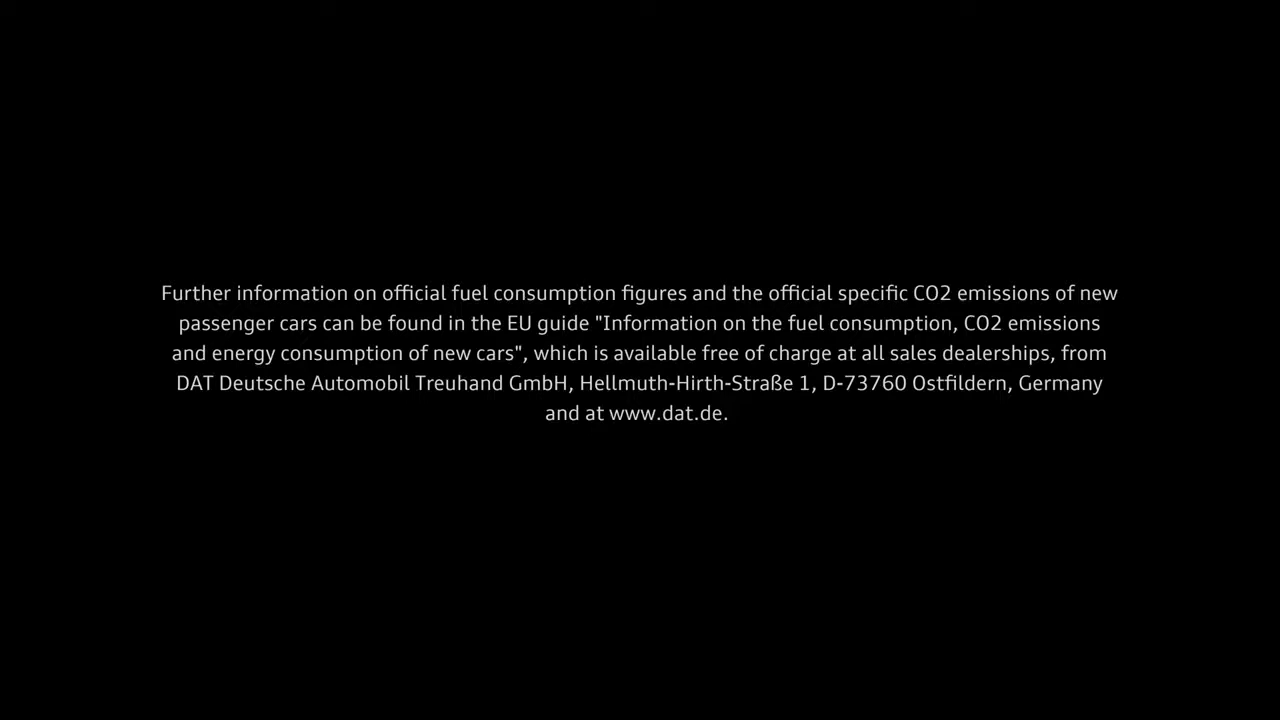 Further information on official fuel consumption figures and the official specific CO2 emissions of new
passenger cars can be found in the EU guide "Information on the fuel consumption, CO2 emissions
and energy consumption of new cars", which is available free of charge at all sales dealerships, from
DAT Deutsche Automobil Treuhand GmbH, Hellmuth-Hirth-Straße 1, D-73760 Ostfildern, Germany
and at www.dat.de.